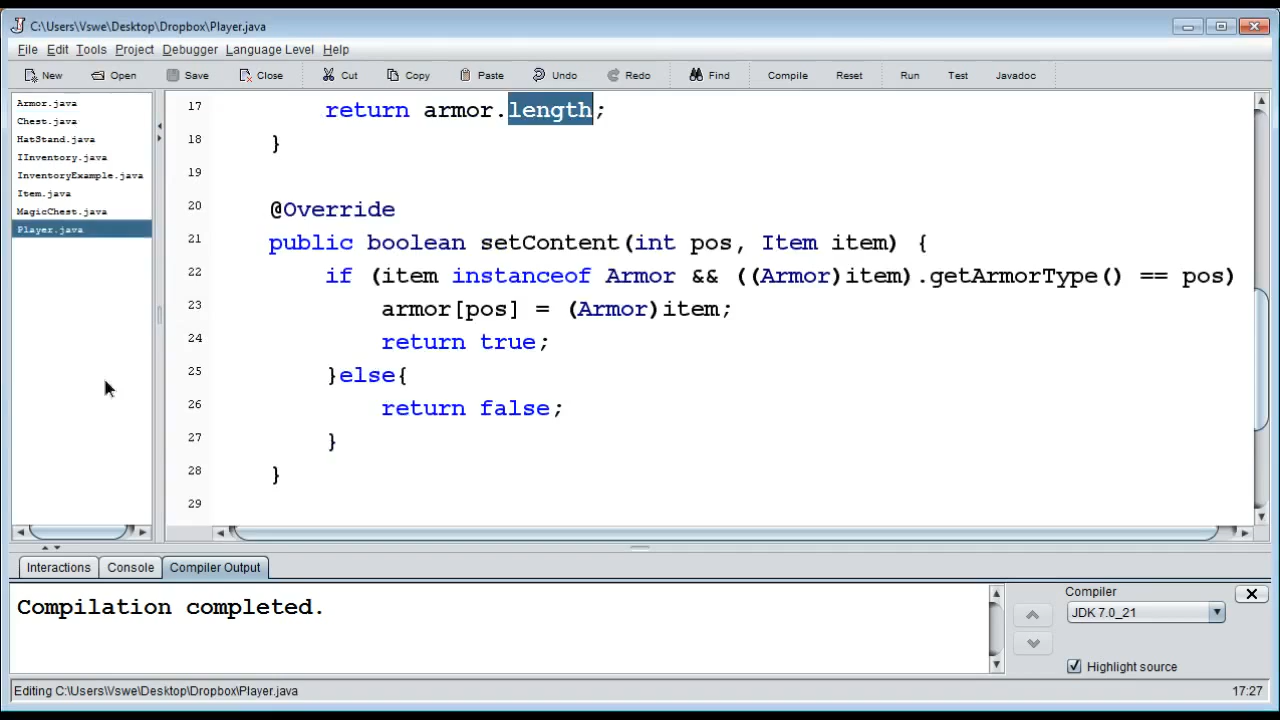 C:\Users\Vswe\Desktop\Dropbox\Player.java
File Edit Tools Project Debugger Language Level Help
New Open Save Close Cut Copy Paste Undo Redo Find Compile Reset Run Test Javadoc
Armor.java
Chest.java
HatStand.java
IInventory.java
InventoryExample.java
Item.java
MagicChest.java
Player.java
17 return armor.length;
18 }
19
20 @Override
21 public boolean setContent(int pos, Item item) {
22 if (item instanceof Armor && ((Armor)item).getArmorType() == pos)
23 armor[pos] = (Armor)item;
24 return true;
25 }else{
26 return false;
27 }
28 }
29
Interactions Console Compiler Output
Compilation completed.
Compiler
JDK 7.0_21
Highlight source
Editing C:\Users\Vswe\Desktop\Dropbox\Player.java 17:27